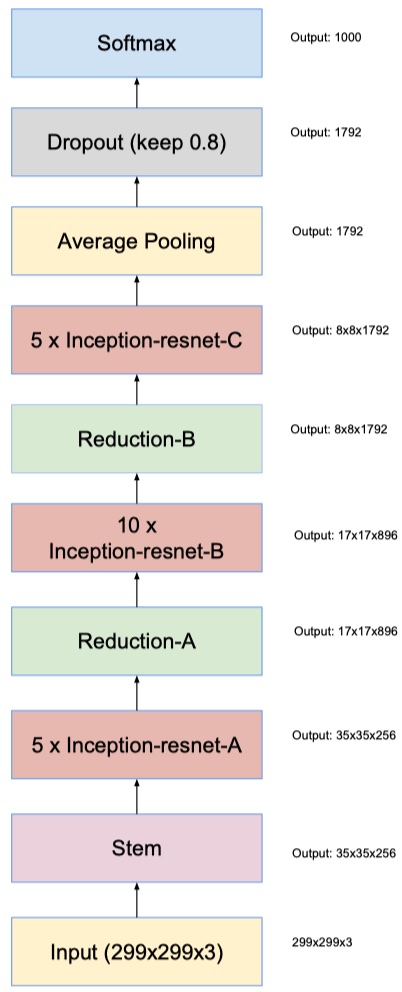 Softmax
Output: 1000
Dropout (keep 0.8)
Output: 1792
Average Pooling
Output: 1792
5 x Inception-resnet-C
Output: 8x8x1792
Reduction-B
Output: 8x8x1792
10 x
Inception-resnet-B
Output: 17x17x896
Reduction-A
Output: 17x17x896
5 x Inception-resnet-A
Output: 35x35x256
Stem
Output: 35x35x256
Input (299x299x3)
299x299x3